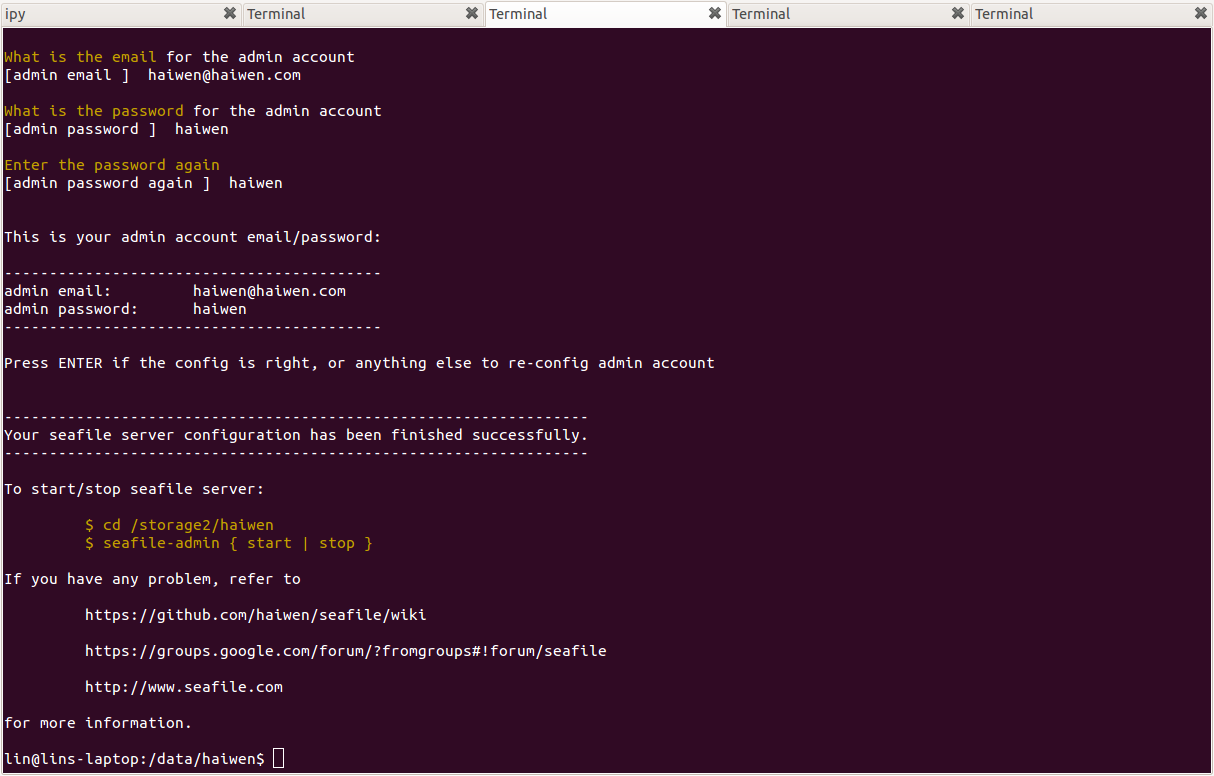 ipy
Terminal
Terminal
Terminal
Terminal
What is the email for the admin account
[admin email ]  haiwen@haiwen.com
What is the password for the admin account
[admin password ]  haiwen
Enter the password again
[admin password again ]  haiwen
This is your admin account email/password:
------------------------------------------
admin email:         haiwen@haiwen.com
admin password:      haiwen
------------------------------------------
Press ENTER if the config is right, or anything else to re-config admin account
-----------------------------------------------------------------
Your seafile server configuration has been finished successfully.
-----------------------------------------------------------------
To start/stop seafile server:
$ cd /storage2/haiwen
$ seafile-admin { start | stop }
If you have any problem, refer to
https://github.com/haiwen/seafile/wiki
https://groups.google.com/forum/?fromgroups#!forum/seafile
http://www.seafile.com
for more information.
lin@lins-laptop:/data/haiwen$